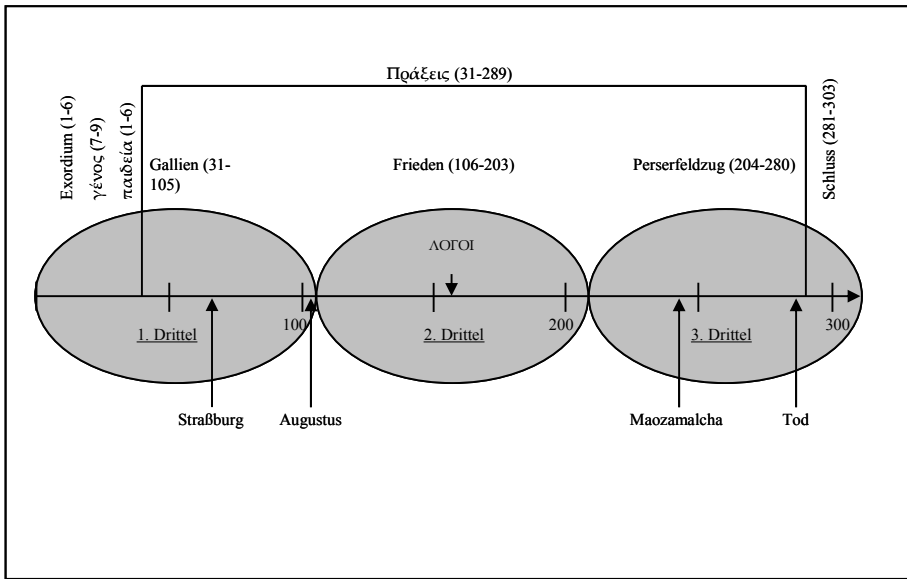 Πράξεις (31-289)
Exordium (1-6)
γένος (7-9)
παιδεία (1-6)
Gallien (31-
105)
Frieden (106-203)
Perserfeldzug (204-280)
Schluss (281-303)
ΛΟΓΟΙ
100
200
300
1. Drittel
2. Drittel
3. Drittel
Straßburg
Augustus
Maozamalcha
Tod